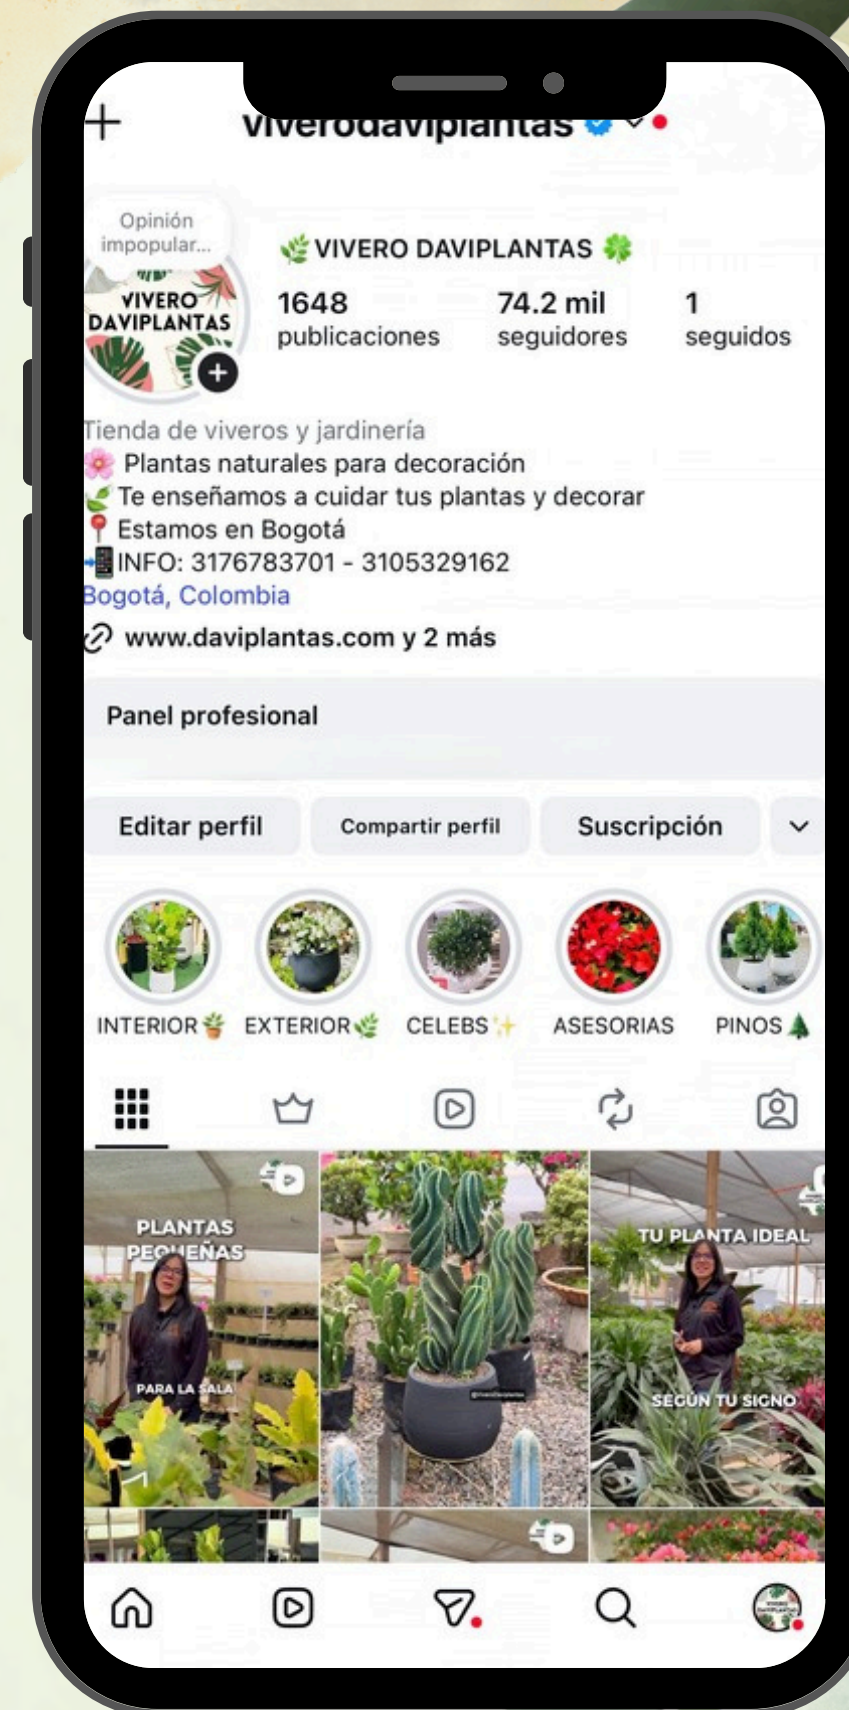 viverodaviplantas
Opinión
impopular...
🌿 VIVERO DAVIPLANTAS 🍀
VIVERO
DAVIPLANTAS
1648 74.2 mil 1
publicaciones seguidores seguidos
Tienda de viveros y jardinería
🌸 Plantas naturales para decoración
🌿 Te enseñamos a cuidar tus plantas y decorar
📍 Estamos en Bogotá
📲INFO: 3176783701 - 3105329162
Bogotá, Colombia
www.daviplantas.com y 2 más
Panel profesional
Editar perfil Compartir perfil Suscripción
INTERIOR🪴 EXTERIOR🌿 CELEBS✨ ASESORIAS PINOS🌲
PLANTAS
PEQUEÑAS
PARA LA SALA
TU PLANTA IDEAL
SEGÚN TU SIGNO